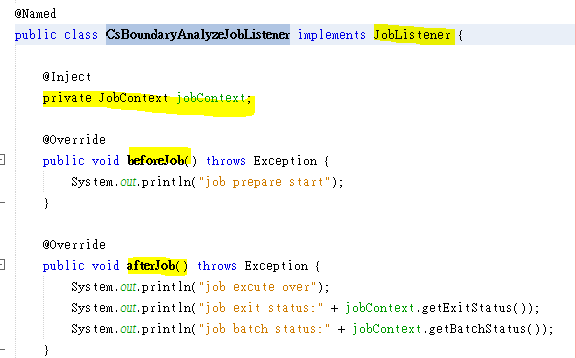 @Named
public class CsBoundaryAnalyzeJobListener implements JobListener {
@Inject
private JobContext jobContext;
@Override
public void beforeJob() throws Exception {
System.out.println("job prepare start");
}
@Override
public void afterJob() throws Exception {
System.out.println("job excute over");
System.out.println("job exit status:" + jobContext.getExitStatus());
System.out.println("job batch status:" + jobContext.getBatchStatus());
}